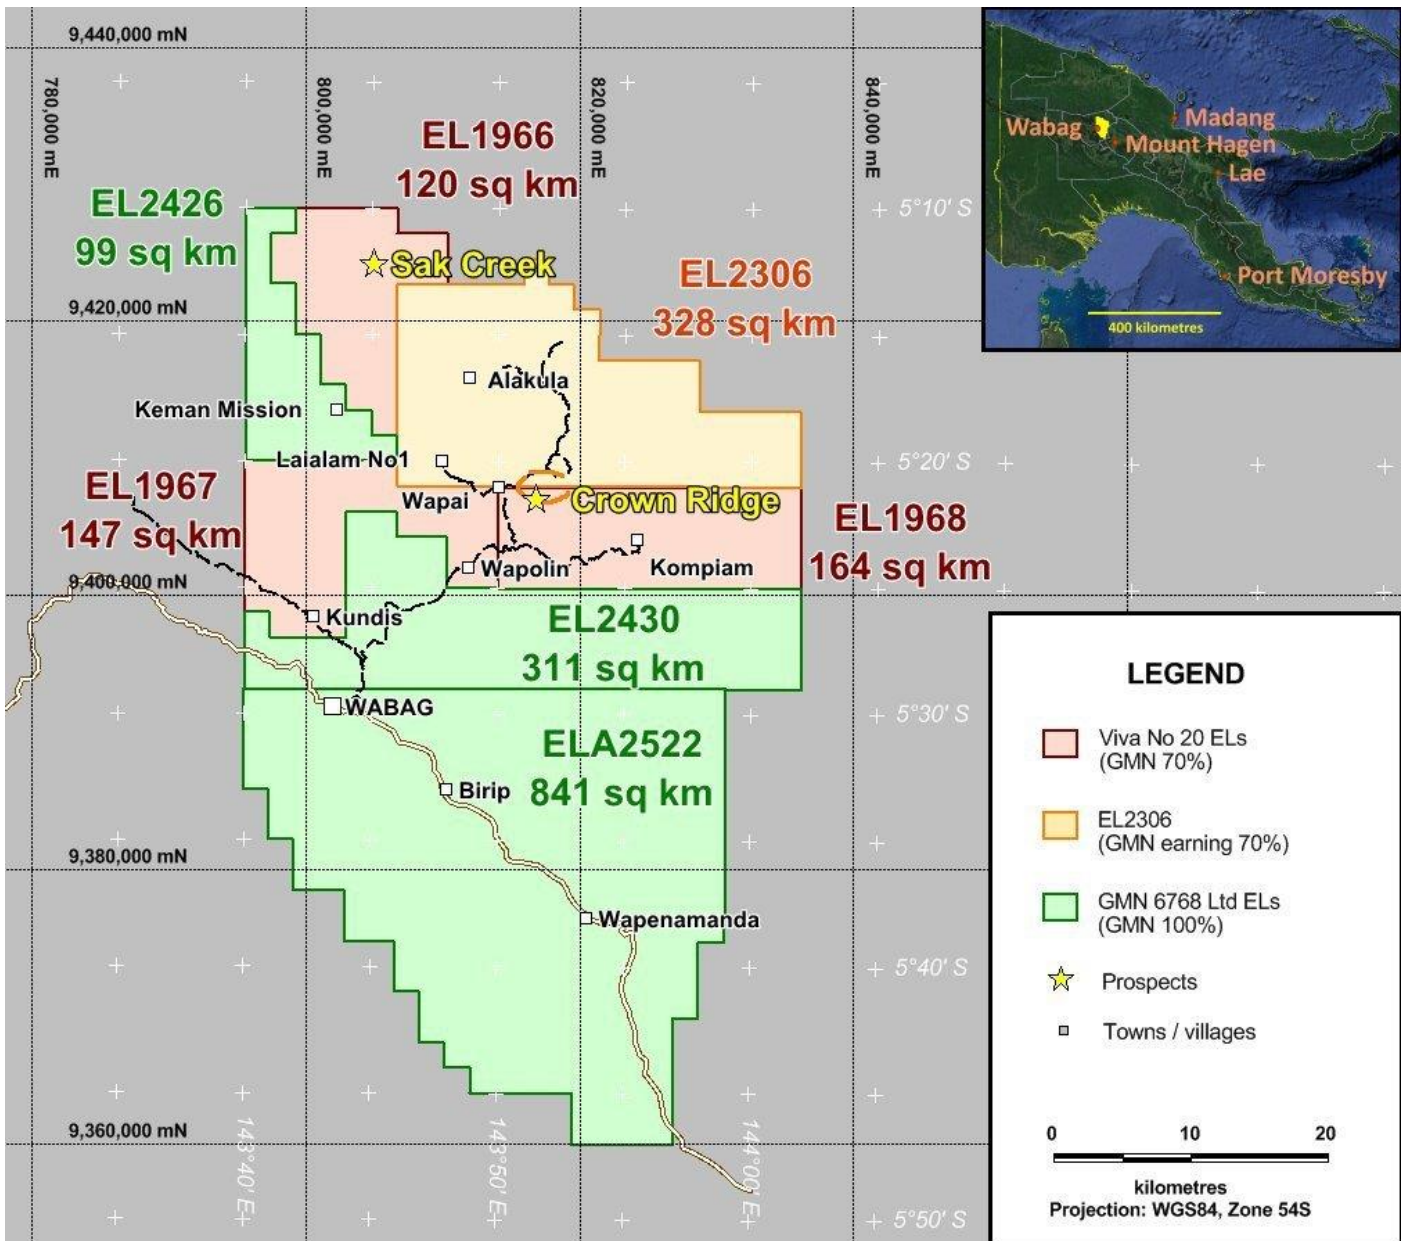 9,440,000 mN
780,000 mE
800,000 mE
820,000 mE
840,000 mE
EL1966
120 sq km
EL2426
99 sq km
5°10' S
Sak Creek
EL2306
328 sq km
9,420,000 mN
Alakula
Keman Mission
Laialam No1
5°20' S
EL1967
147 sq km
Wapai
Crown Ridge
EL1968
164 sq km
Wapolin
Kompiam
9,400,000 mN
Kundis
EL2430
311 sq km
WABAG
5°30' S
ELA2522
841 sq km
Birip
9,380,000 mN
Wapenamanda
5°40' S
9,360,000 mN
143°40' E
143°50' E
144°00' E
5°50' S
Wabag
Madang
Mount Hagen
Lae
Port Moresby
400 kilometres
LEGEND
Viva No 20 ELs
(GMN 70%)
EL2306
(GMN earning 70%)
GMN 6768 Ltd ELs
(GMN 100%)
Prospects
Towns / villages
0 10 20
kilometres
Projection: WGS84, Zone 54S